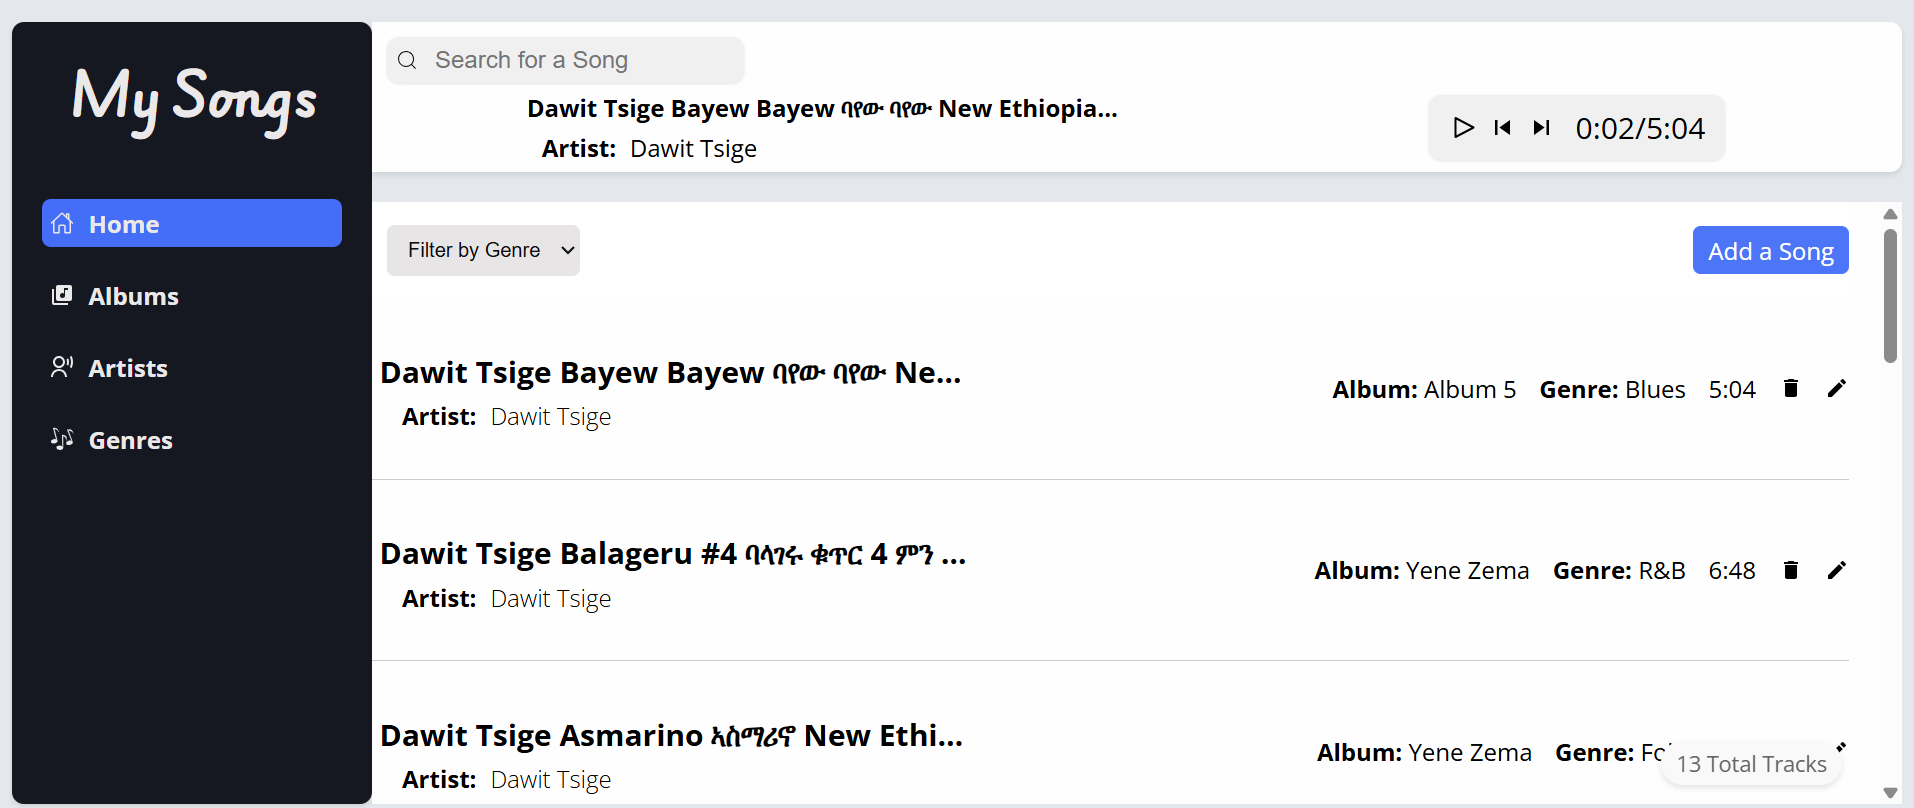 My Songs
Home
Albums
Artists
Genres
Search for a Song
Dawit Tsige Bayew Bayew ባየው ባየው New Ethiopia...
Artist: Dawit Tsige
0:02/5:04
Filter by Genre
Add a Song
Dawit Tsige Bayew Bayew ባየው ባየው Ne...
Artist: Dawit Tsige
Album: Album 5 Genre: Blues 5:04
Dawit Tsige Balageru #4 ባላገሩ ቁጥር 4 ምን ...
Artist: Dawit Tsige
Album: Yene Zema Genre: R&B 6:48
Dawit Tsige Asmarino ኣስማሪኖ New Ethi...
Artist: Dawit Tsige
Album: Yene Zema Genre:
13 Total Tracks